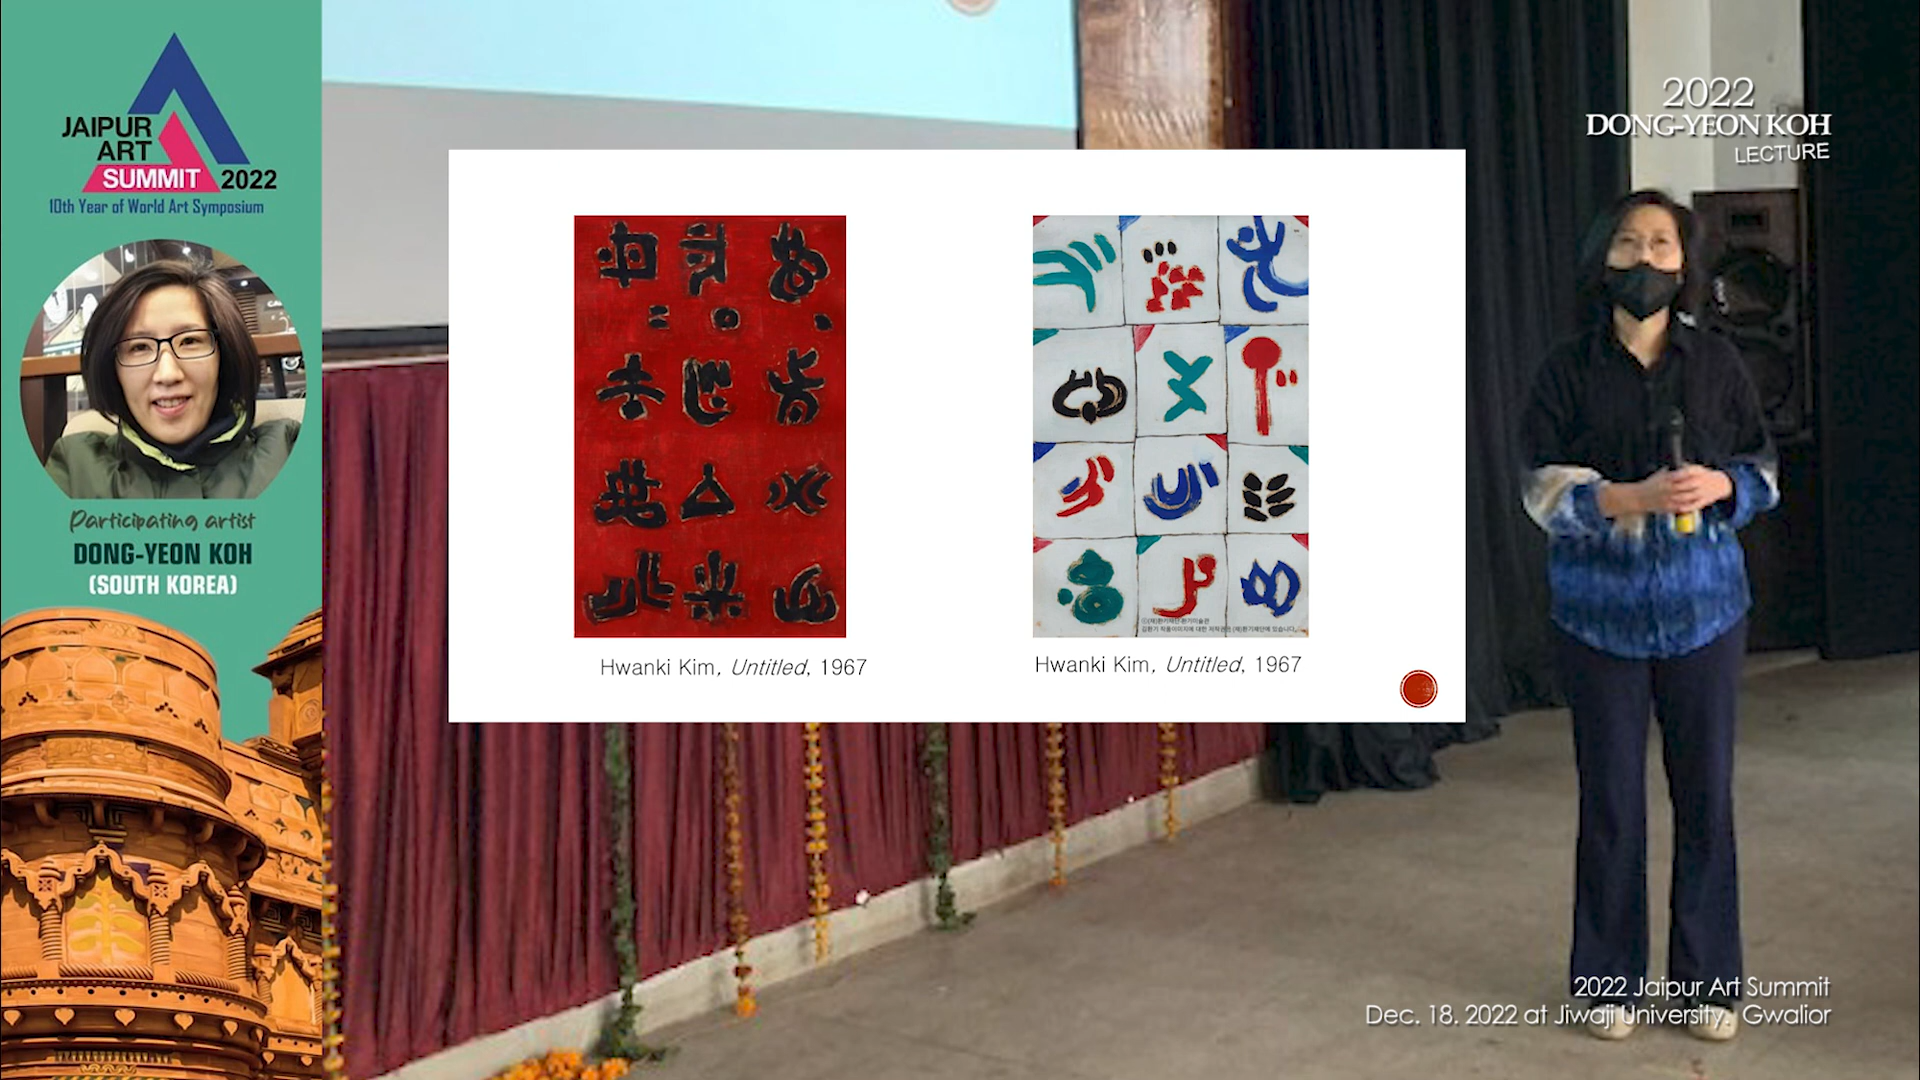 JAIPUR
ART
SUMMIT 2022
10th Year of World Art Symposium
Participating artist
DONG-YEON KOH
(SOUTH KOREA)
Hwanki Kim, Untitled, 1967
Hwanki Kim, Untitled, 1967
2022
DONG-YEON KOH
LECTURE
2022 Jaipur Art Summit
Dec. 18. 2022 at Jiwaji University, Gwalior